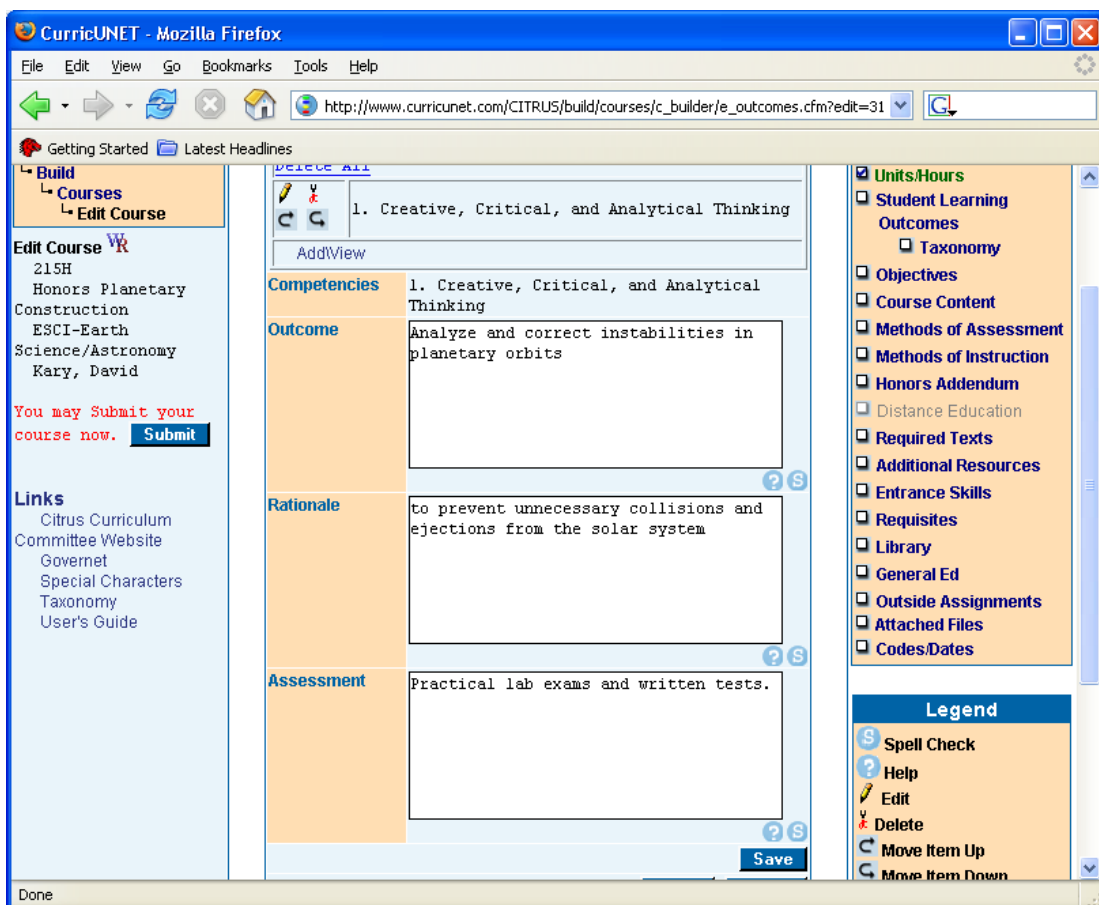 CurricUNET - Mozilla Firefox
File Edit View Go Bookmarks Tools Help
http://www.curricunet.com/CITRUS/build/courses/c_builder/e_outcomes.cfm?edit=31
G
Getting Started Latest Headlines
Build
Courses
Edit Course
Edit Course WR
215H
Honors Planetary
Construction
ESCI-Earth
Science/Astronomy
Kary, David
You may Submit your
course now. Submit
Links
Citrus Curriculum
Committee Website
Governet
Special Characters
Taxonomy
User's Guide
Delete All
1. Creative, Critical, and Analytical Thinking
Add\View
Competencies
1. Creative, Critical, and Analytical
Thinking
Outcome
Analyze and correct instabilities in
planetary orbits
? S
Rationale
to prevent unnecessary collisions and
ejections from the solar system
? S
Assessment
Practical lab exams and written tests.
? S
Save
Units/Hours
Student Learning
Outcomes
Taxonomy
Objectives
Course Content
Methods of Assessment
Methods of Instruction
Honors Addendum
Distance Education
Required Texts
Additional Resources
Entrance Skills
Requisites
Library
General Ed
Outside Assignments
Attached Files
Codes/Dates
Legend
S Spell Check
? Help
Edit
Delete
Move Item Up
Move Item Down
Done